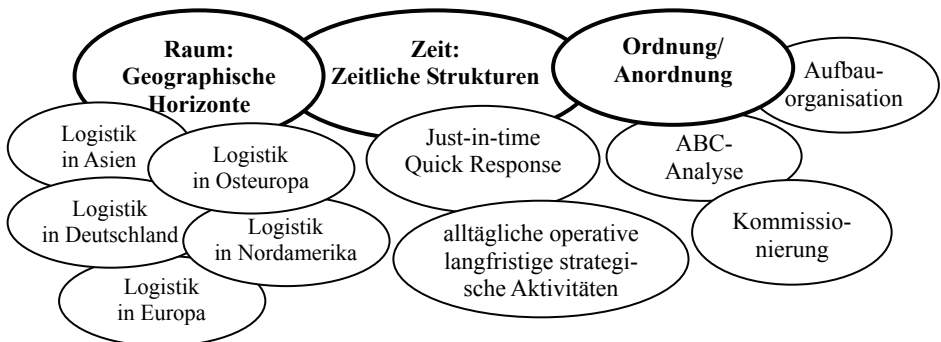 Raum:
Geographische
Horizonte
Zeit:
Zeitliche Strukturen
Ordnung/
Anordnung
Aufbau-
organisation
Logistik
in Asien
Logistik
in Osteuropa
Just-in-time
Quick Response
ABC-
Analyse
Logistik
in Deutschland
Logistik
in Nordamerika
alltägliche operative
langfristige strategi-
sche Aktivitäten
Kommissio-
nierung
Logistik
in Europa